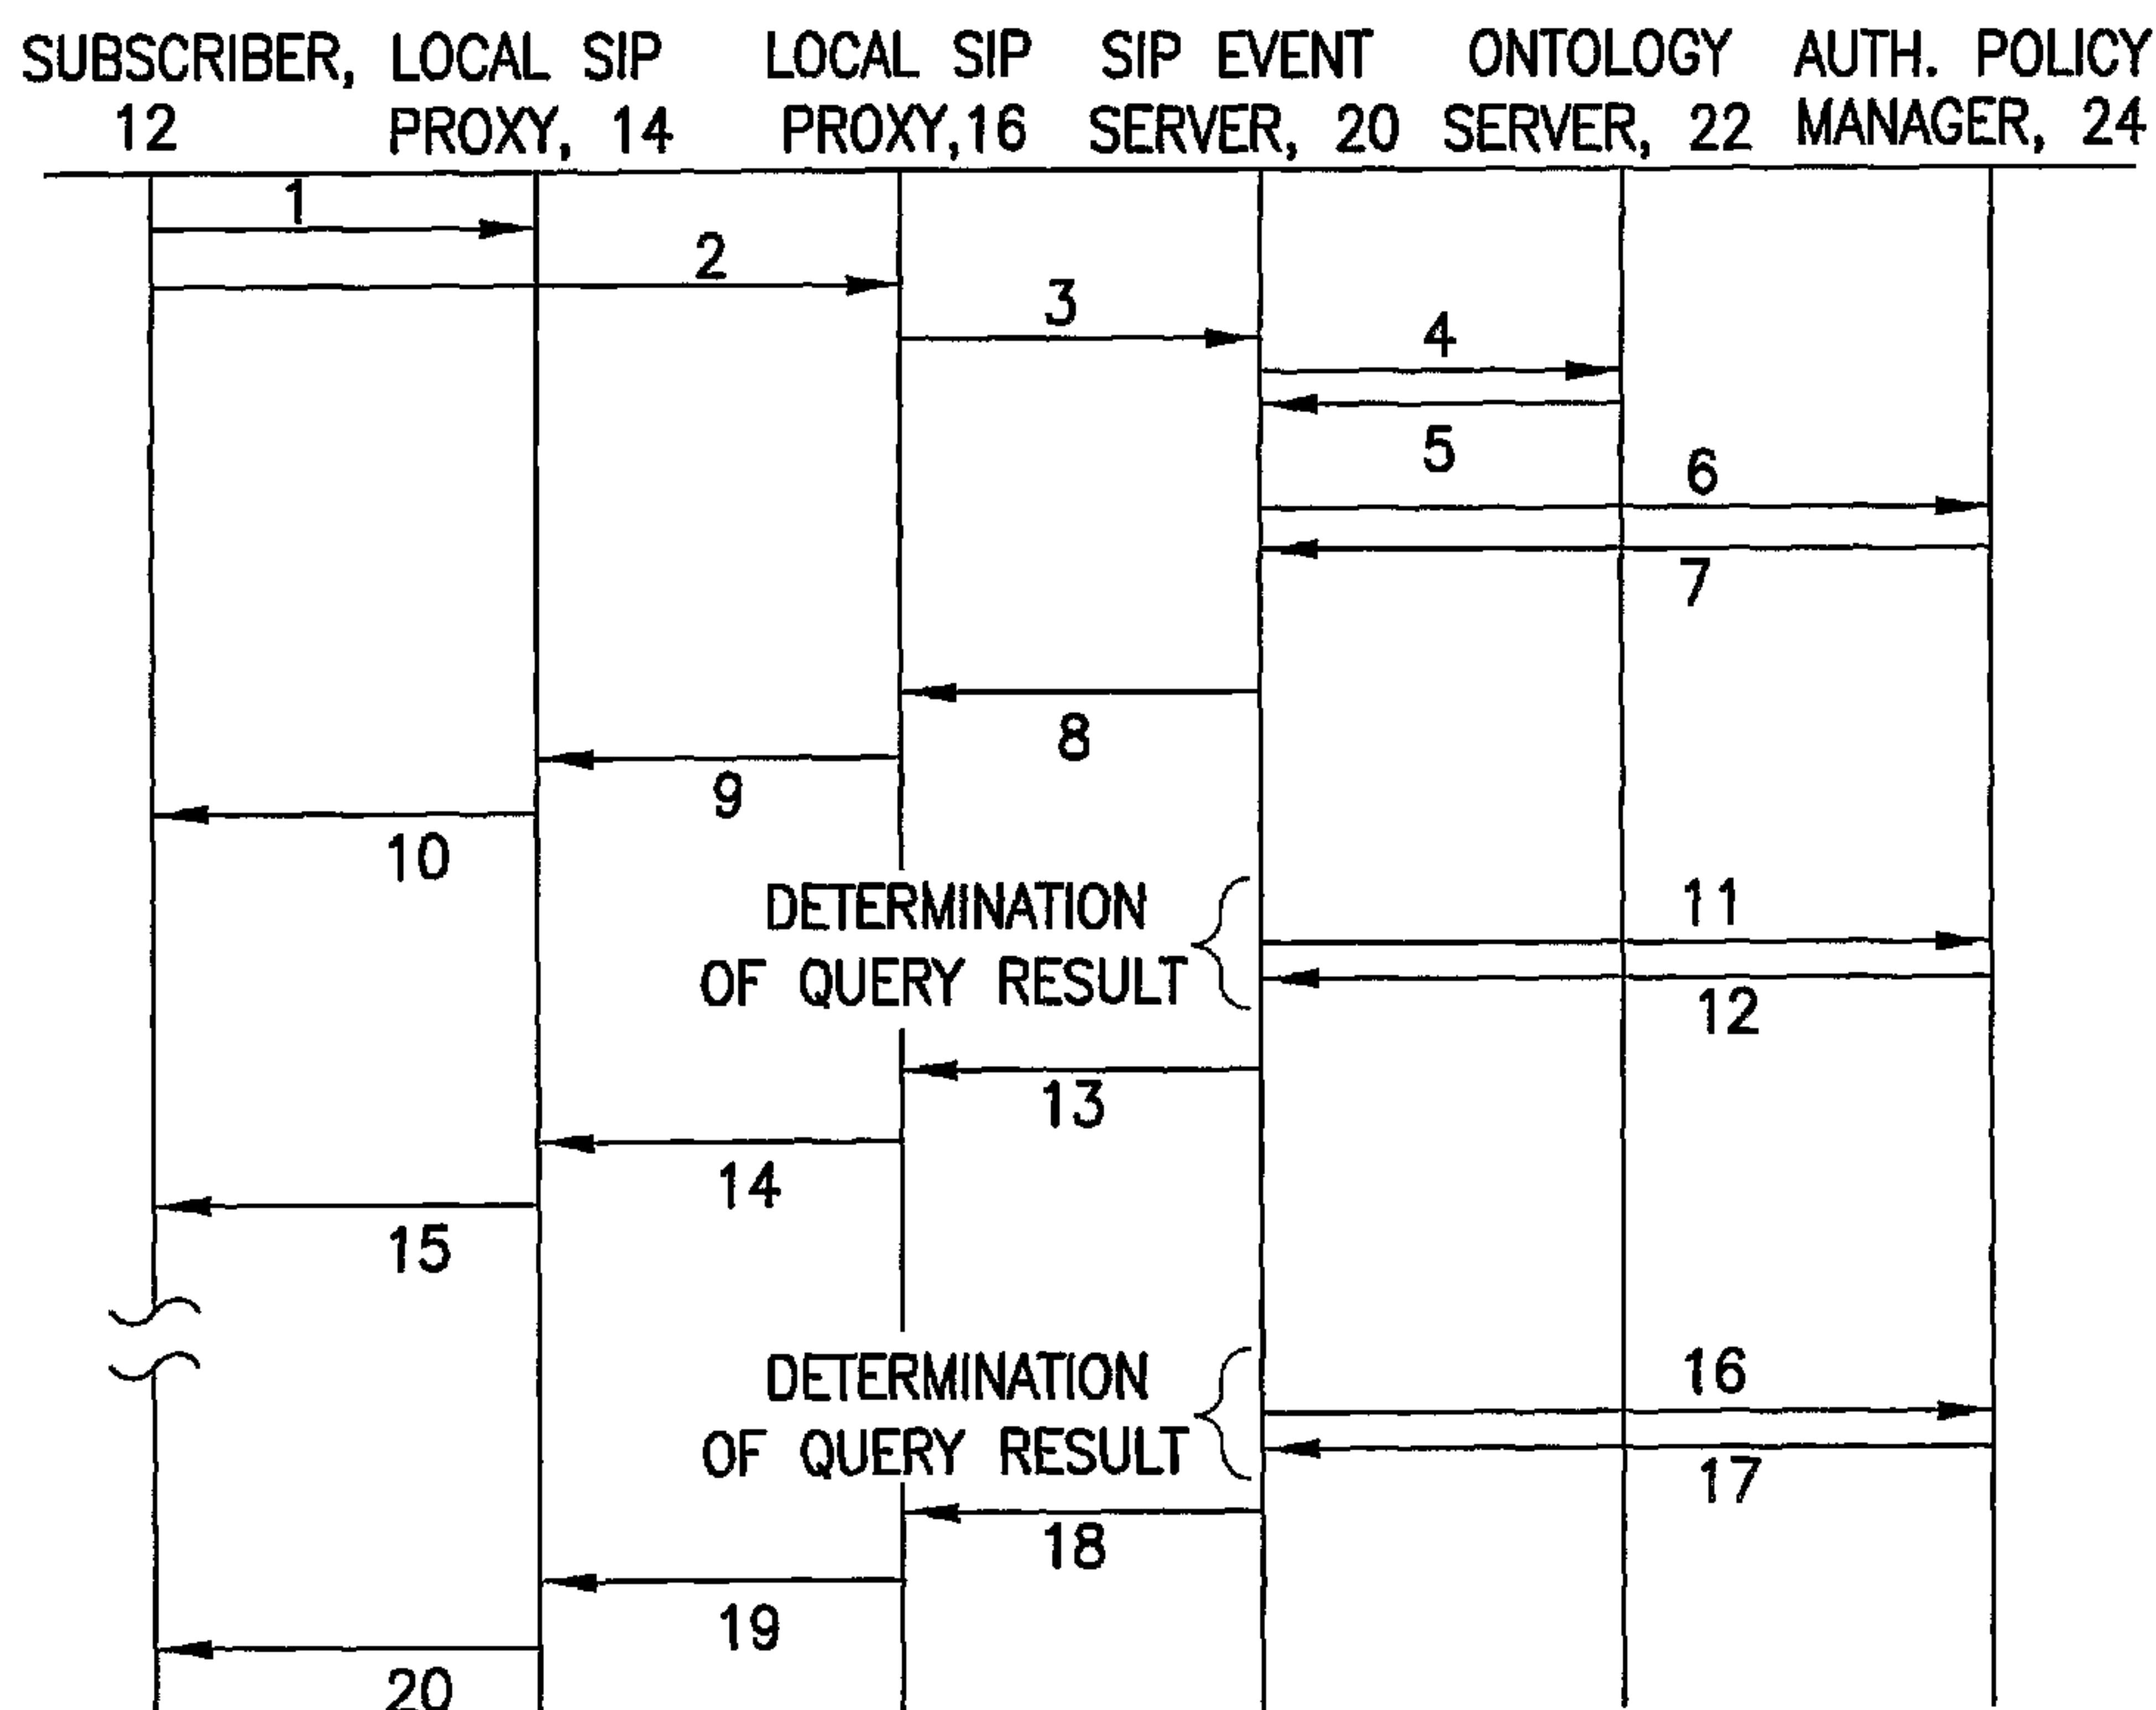 SUBSCRIBER, 12
LOCAL SIP PROXY, 14
LOCAL SIP PROXY,16
SIP EVENT SERVER, 20
ONTOLOGY SERVER, 22
AUTH. POLICY MANAGER, 24
1
2
3
4
5
6
7
8
9
10
DETERMINATION
OF QUERY RESULT
11
12
13
14
15
DETERMINATION
OF QUERY RESULT
16
17
18
19
20